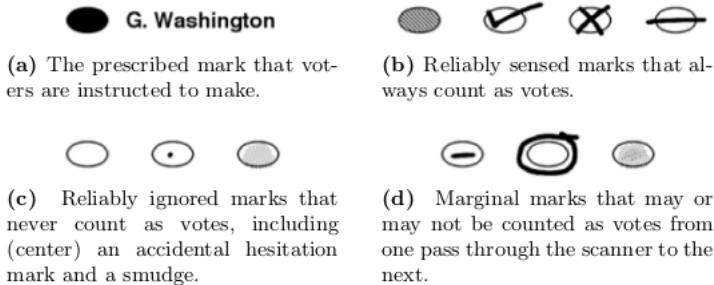 G. Washington
(a) The prescribed mark that vot-
ers are instructed to make.
(b) Reliably sensed marks that al-
ways count as votes.
(c) Reliably ignored marks that
never count as votes, including
(center) an accidental hesitation
mark and a smudge.
(d) Marginal marks that may or
may not be counted as votes from
one pass through the scanner to the
next.